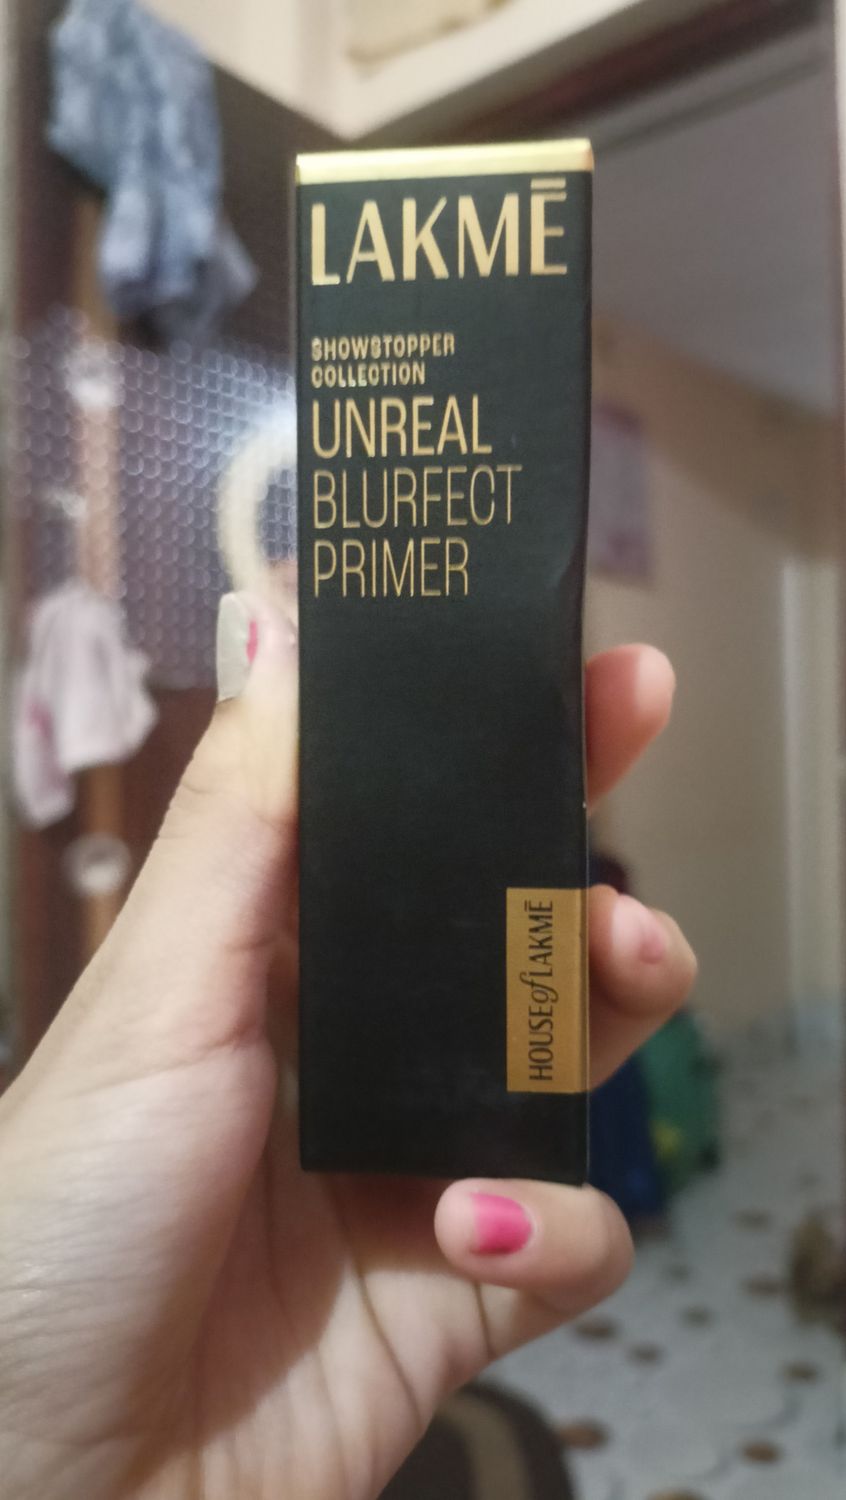 LAKMĒ
SHOWSTOPPER
COLLECTION
UNREAL
BLURFECT
PRIMER
HOUSE of LAKMĒ